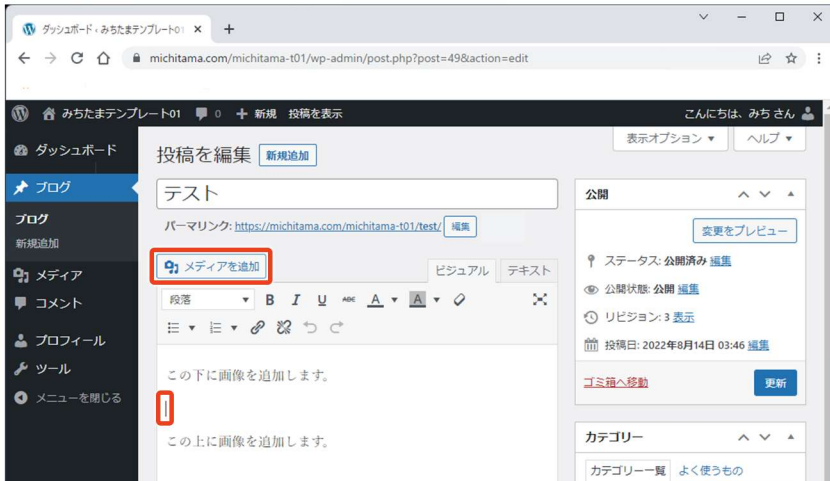 ダッシュボード ‹ みちたまテンプレート01
michitama.com/michitama-t01/wp-admin/post.php?post=49&action=edit
みちたまテンプレート01 0 新規 投稿を表示 こんにちは、みち さん
ダッシュボード
ブログ
ブログ
新規追加
メディア
コメント
プロフィール
ツール
メニューを閉じる
表示オプション ▼ ヘルプ ▼
投稿を編集 新規追加
テスト
パーマリンク: https://michitama.com/michitama-t01/test/ 編集
メディアを追加
ビジュアル テキスト
段落 B I U ABC A A
この下に画像を追加します。
この上に画像を追加します。
公開
変更をプレビュー
ステータス: 公開済み 編集
公開状態: 公開 編集
リビジョン: 3 表示
投稿日: 2022年8月14日 03:46 編集
ゴミ箱へ移動 更新
カテゴリー
カテゴリー一覧 よく使うもの